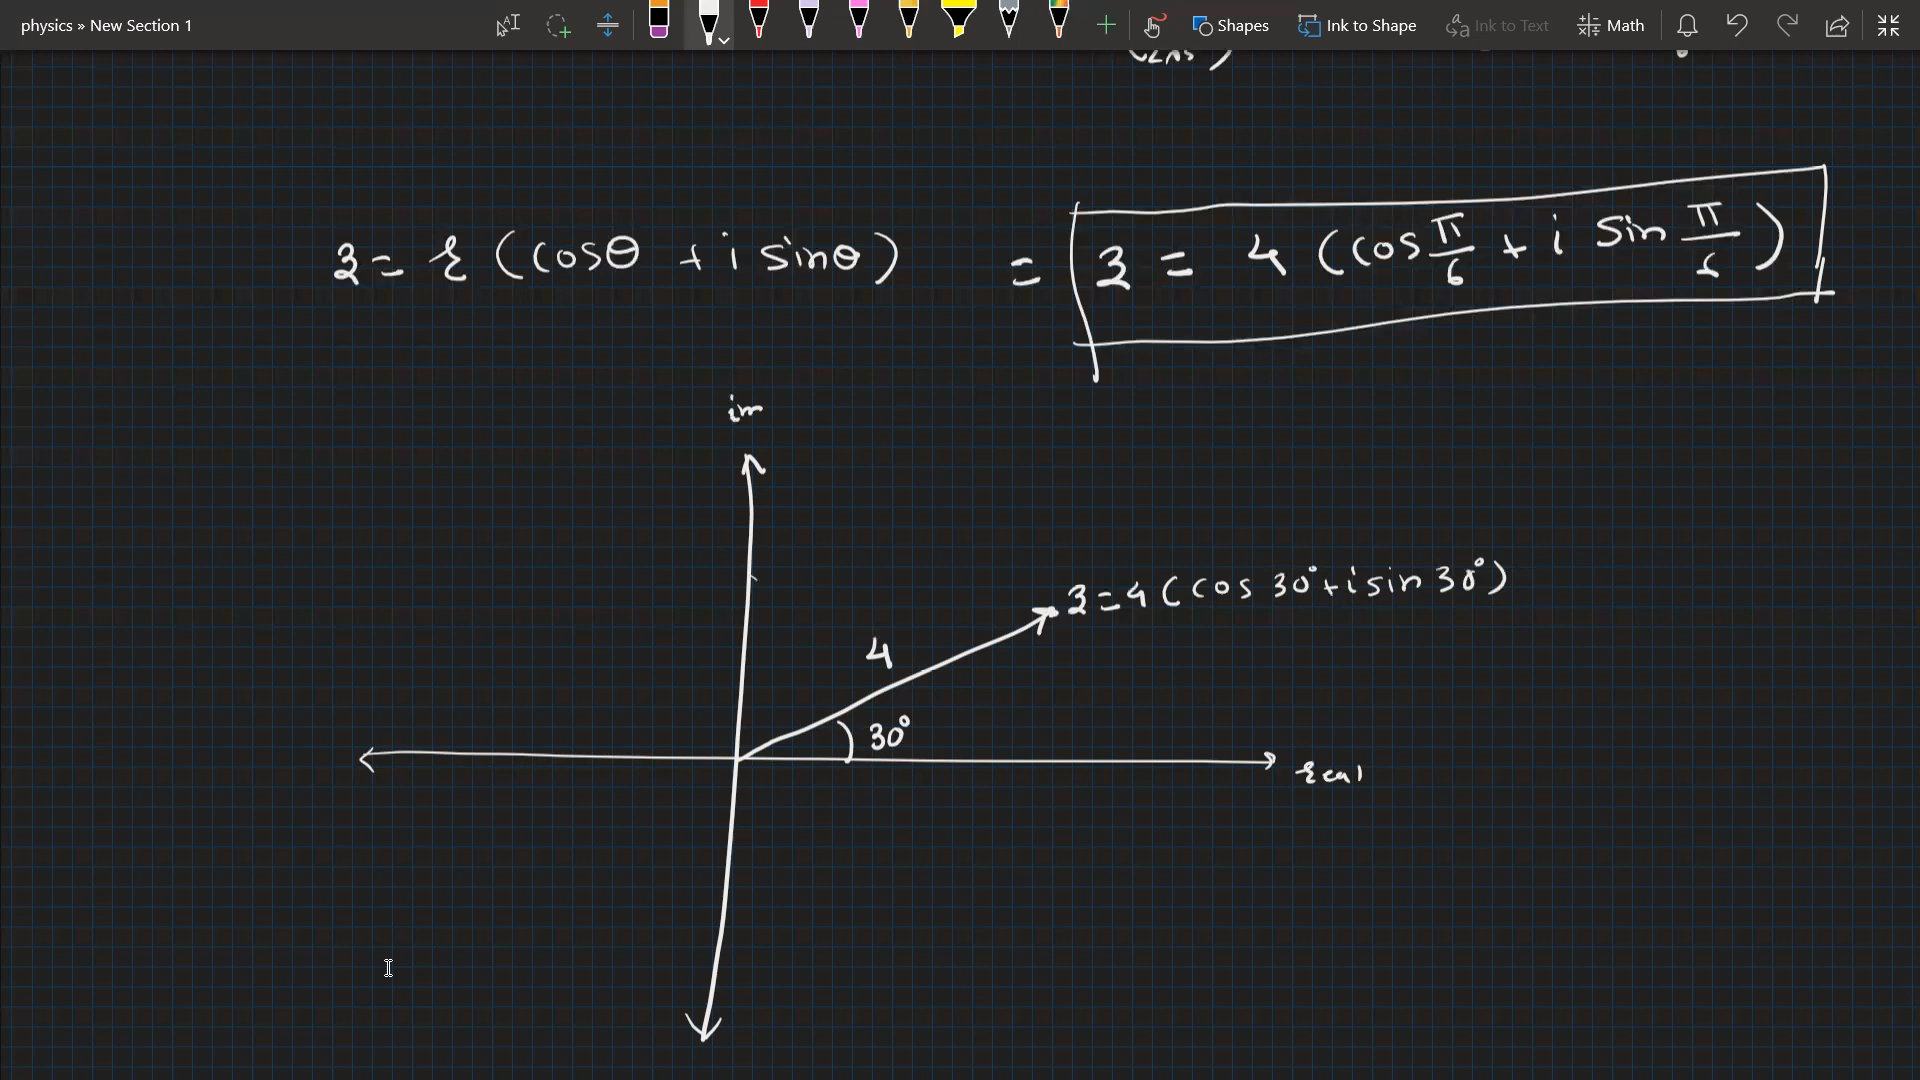 physics » New Section 1
Shapes
Ink to Shape
Ink to Text
Math
z = r (cosθ + i sinθ) = z = 4 (cos π/6 + i sin π/6)
im
z = 4 (cos 30° + i sin 30°)
4
30°
real